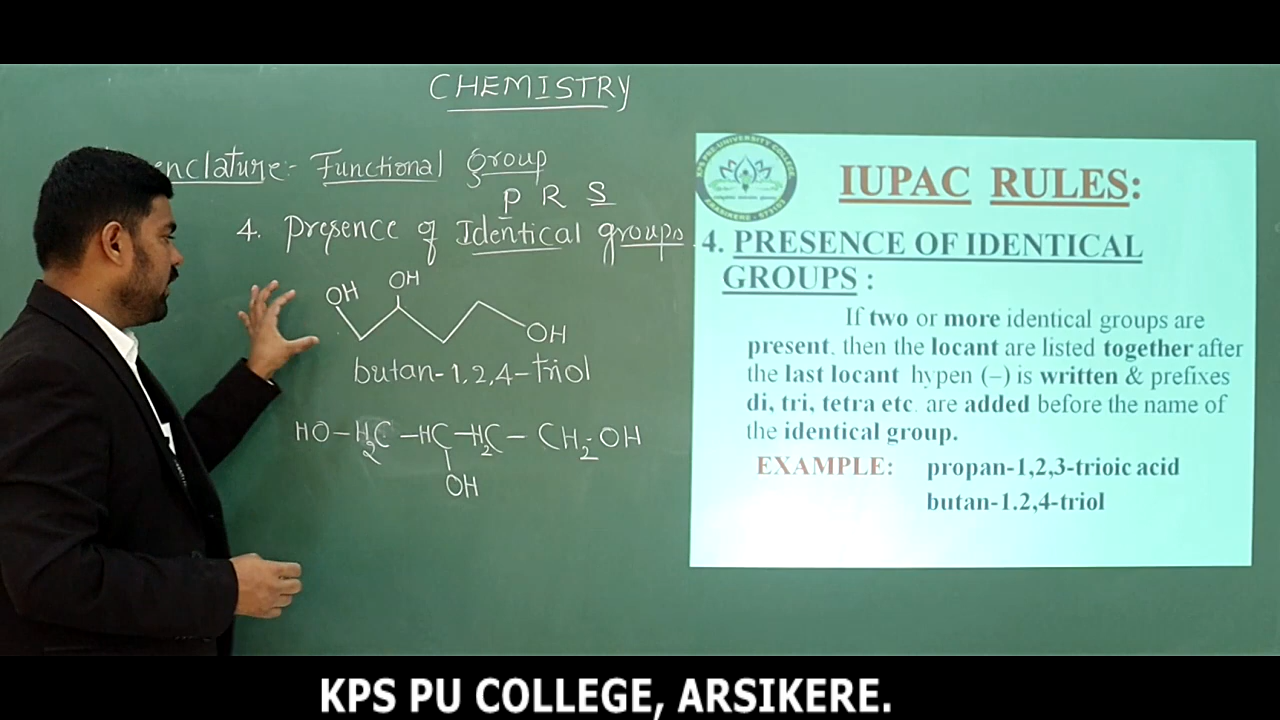 CHEMISTRY
enclature:- Functional Group
P R S
4. Presence of Identical groups
OH
OH
OH
butan-1,2,4-triol
HO-H2C-HC-H2C-CH2-OH
OH
IUPAC RULES:
4. PRESENCE OF IDENTICAL
GROUPS :
If two or more identical groups are
present. then the locant are listed together after
the last locant hypen (–) is written & prefixes
di, tri, tetra etc. are added before the name of
the identical group.
EXAMPLE: propan-1,2,3-trioic acid
butan-1.2,4-triol
KPS PU COLLEGE, ARSIKERE.